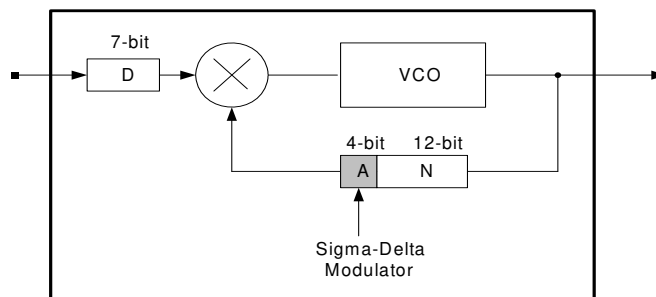 7-bit
D
VCO
4-bit 12-bit
A N
Sigma-Delta
Modulator